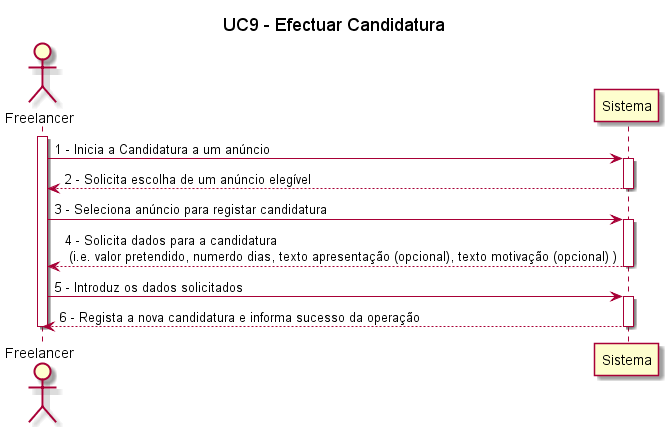 UC9 - Efectuar Candidatura
Freelancer
Sistema
1 - Inicia a Candidatura a um anúncio
2 - Solicita escolha de um anúncio elegível
3 - Seleciona anúncio para registar candidatura
4 - Solicita dados para a candidatura
(i.e. valor pretendido, numerdo dias, texto apresentação (opcional), texto motivação (opcional) )
5 - Introduz os dados solicitados
6 - Regista a nova candidatura e informa sucesso da operação
Freelancer
Sistema